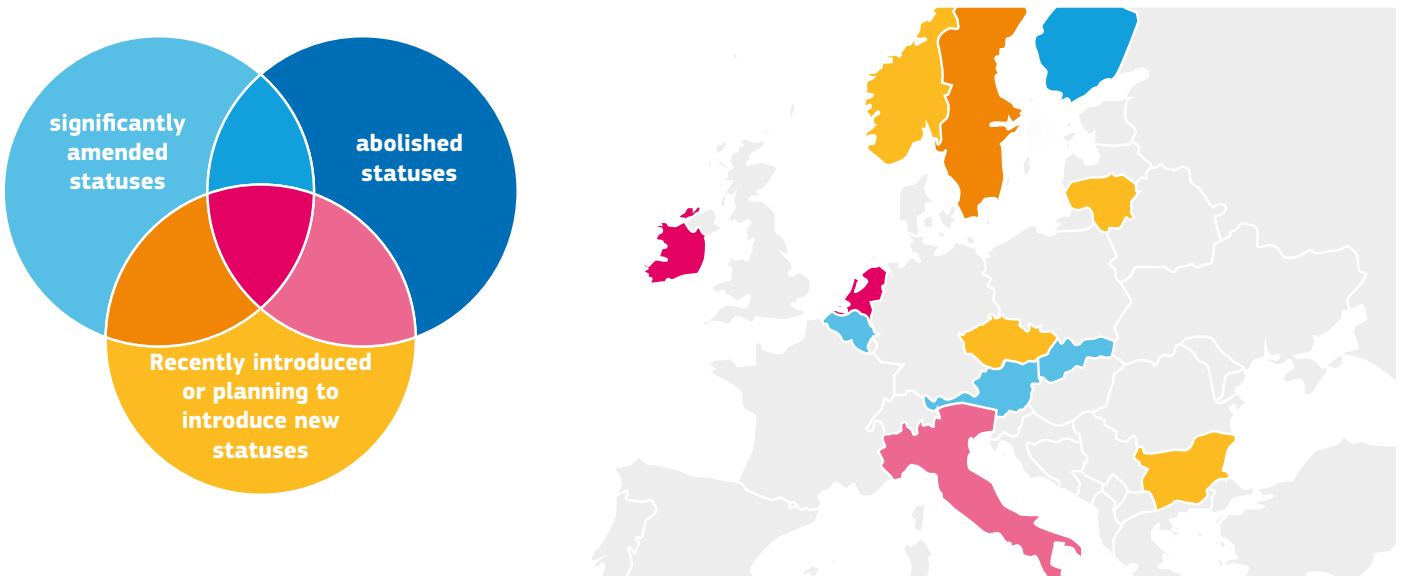 significantly
amended
statuses
abolished
statuses
Recently introduced
or planning to
introduce new
statuses